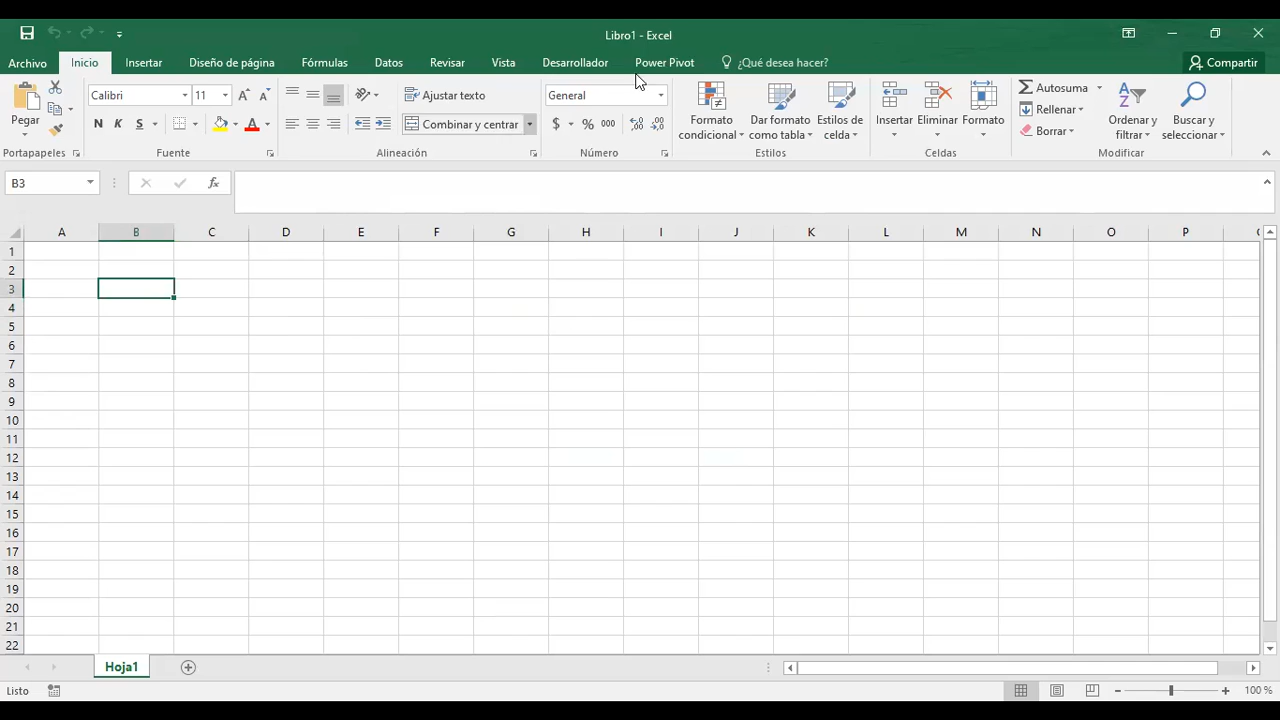 Libro1 - Excel
Archivo Inicio Insertar Diseño de página Fórmulas Datos Revisar Vista Desarrollador Power Pivot ¿Qué desea hacer? Compartir
Pegar
Portapapeles
Calibri 11
N K S
Fuente
Ajustar texto
Combinar y centrar
Alineación
General
$ % 000
Número
Formato condicional
Dar formato como tabla
Estilos de celda
Estilos
Insertar Eliminar Formato
Celdas
Autosuma
Rellenar
Borrar
Ordenar y filtrar
Buscar y seleccionar
Modificar
B3 fx
A B C D E F G H I J K L M N O P
1
2
3
4
5
6
7
8
9
10
11
12
13
14
15
16
17
18
19
20
21
22
Hoja1
Listo 100 %